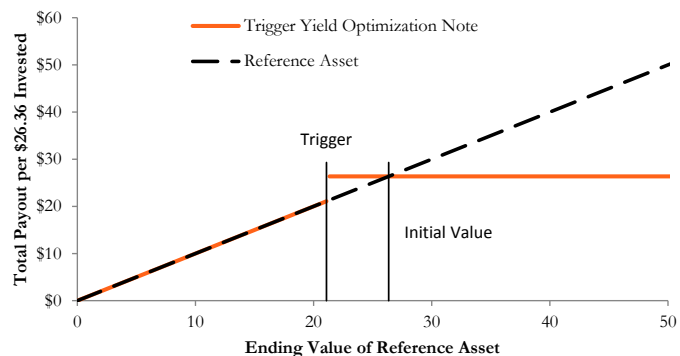 $60
$50
$40
$30
$20
$10
$0
Total Payout per $26.36 Invested
Trigger Yield Optimization Note
Reference Asset
Trigger
Initial Value
0
10
20
30
40
50
Ending Value of Reference Asset